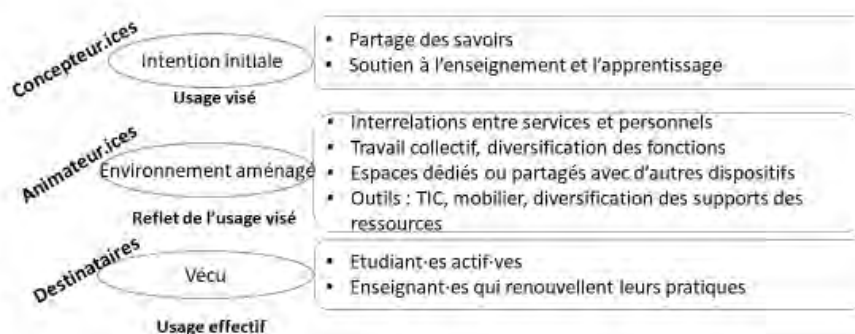 Concepteur.ices
Intention initiale
Usage visé
• Partage des savoirs
• Soutien à l'enseignement et l'apprentissage
Animateur.ices
Environnement aménagé
Reflet de l'usage visé
• Interrelations entre services et personnels
• Travail collectif, diversification des fonctions
• Espaces dédiés ou partagés avec d'autres dispositifs
• Outils : TIC, mobilier, diversification des supports des
ressources
Destinataires
Vécu
Usage effectif
• Etudiant·es actif·ves
• Enseignant·es qui renouvellent leurs pratiques